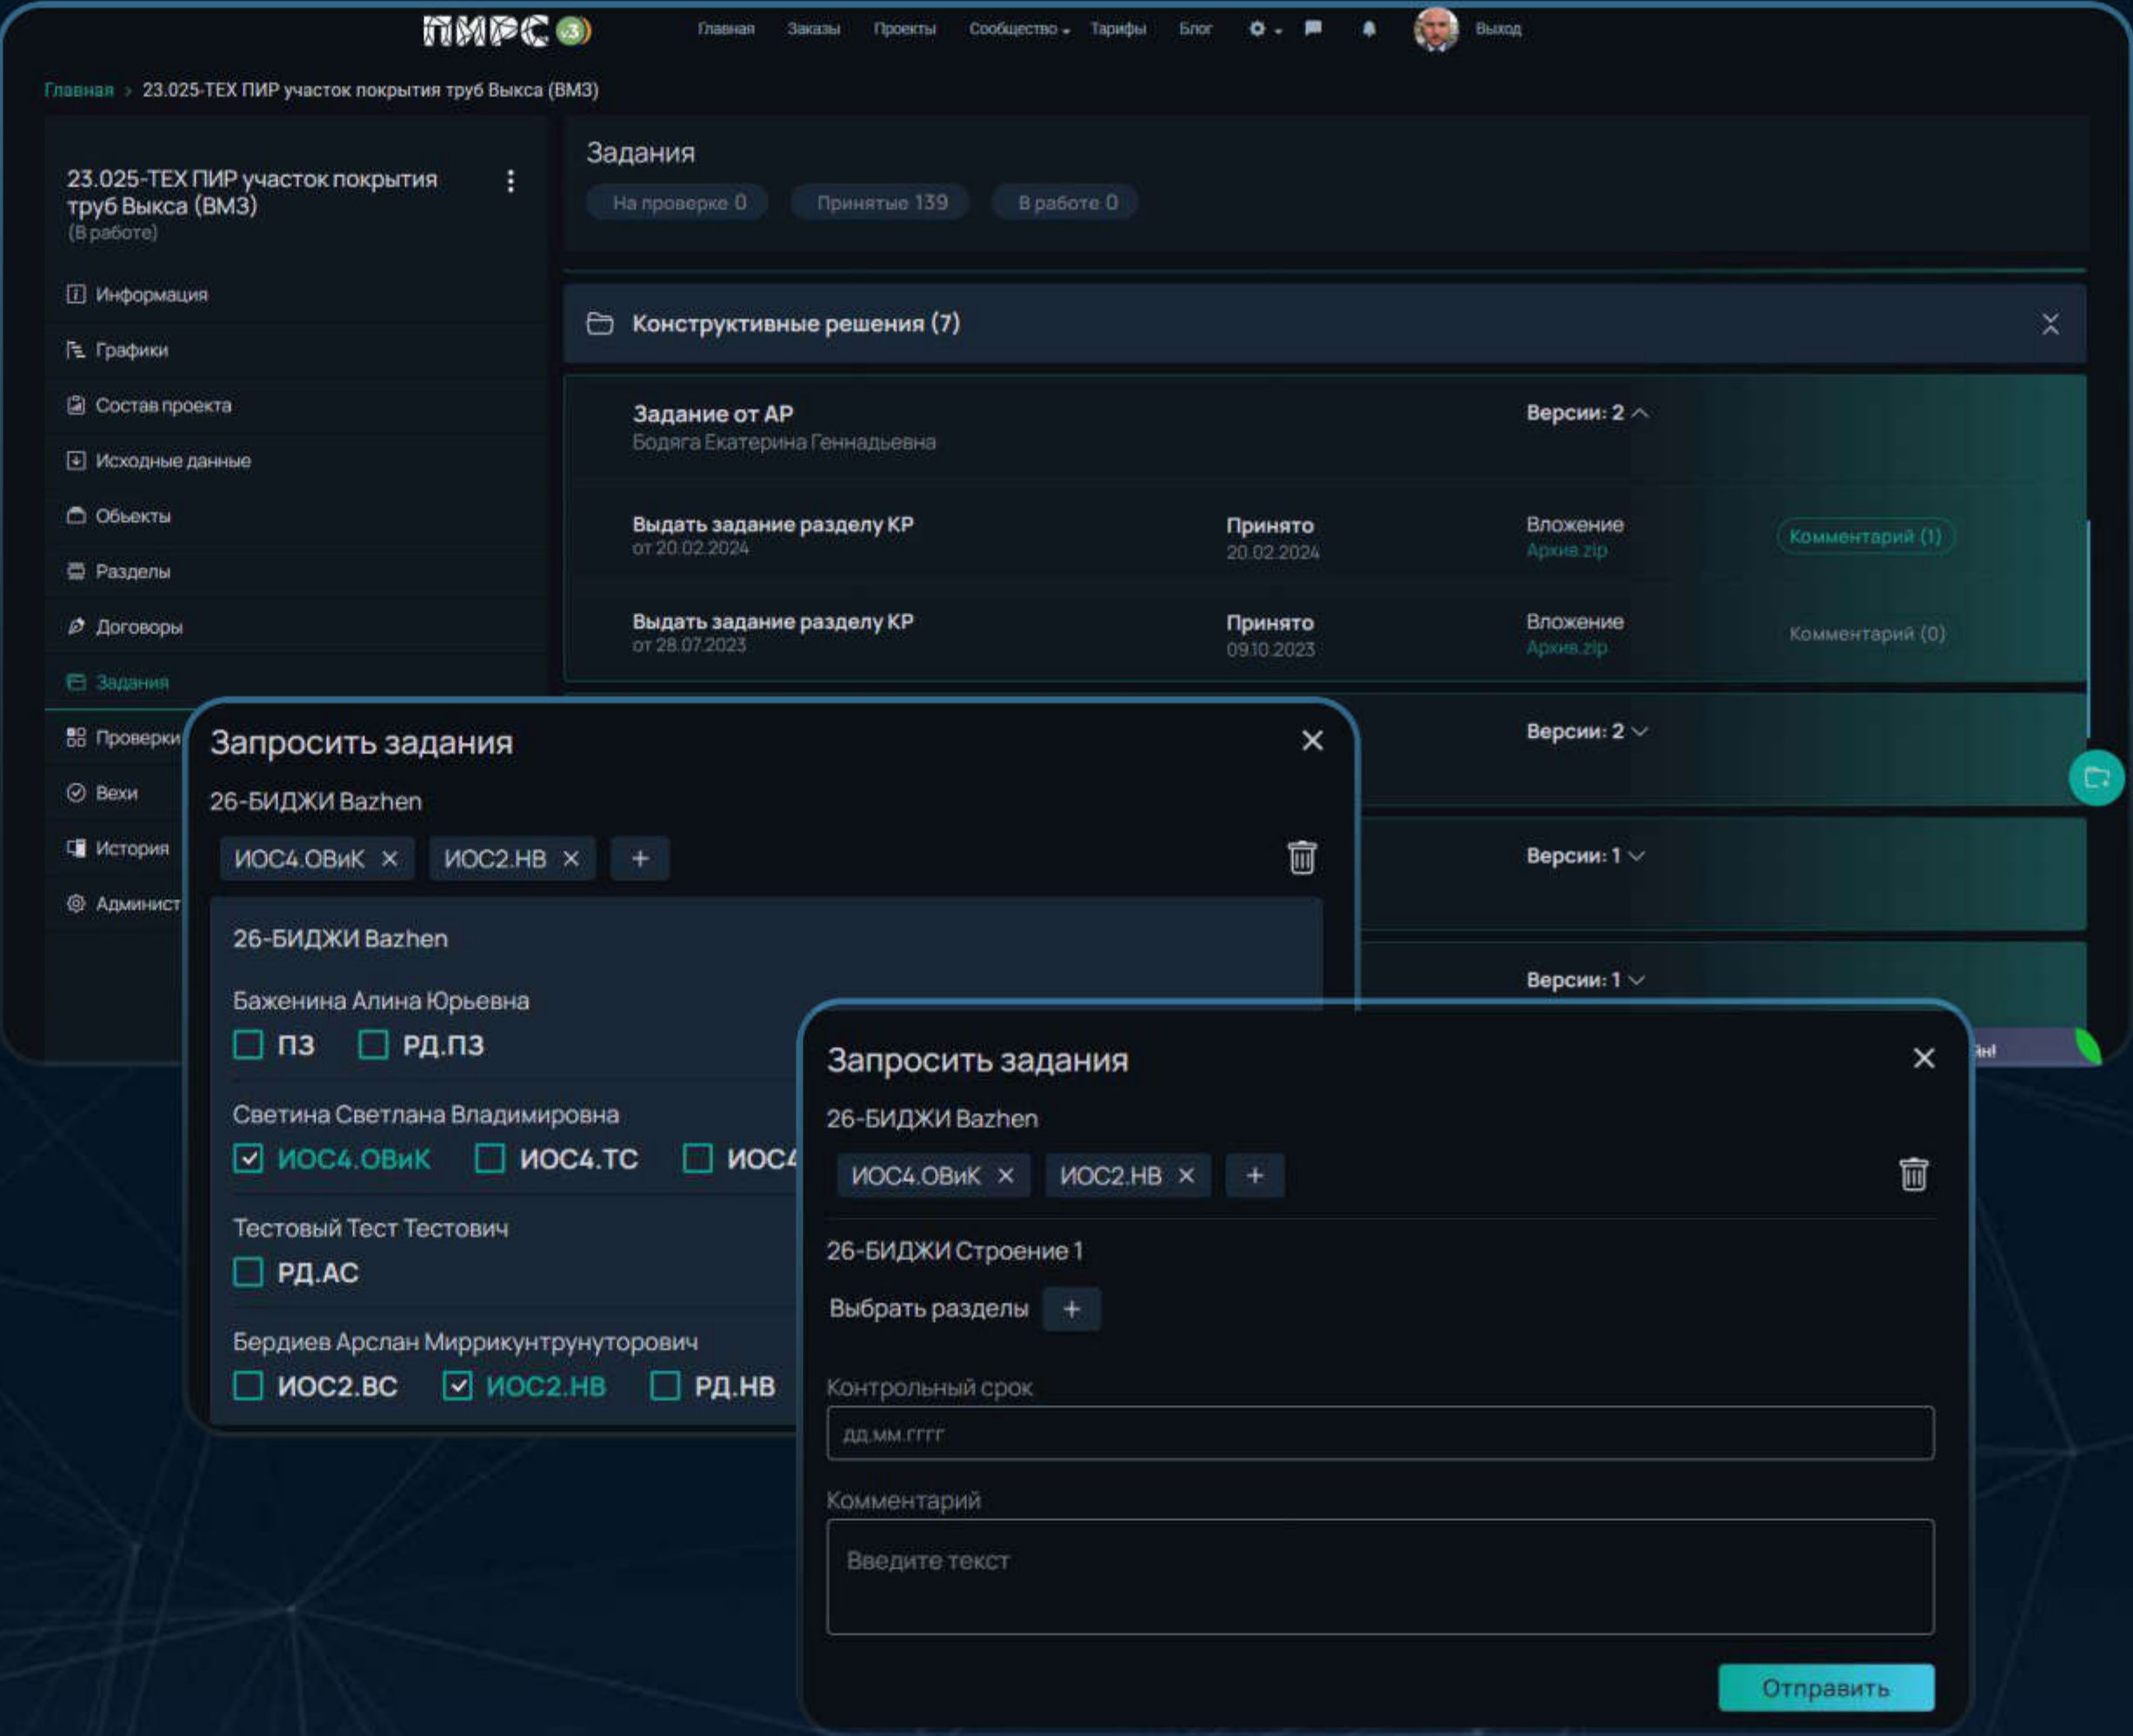 ПИРС v3
Главная Заказы Проекты Сообщество Тарифы Блог Выход
Главная > 23.025-ТЕХ ПИР участок покрытия труб Выкса (ВМЗ)
23.025-ТЕХ ПИР участок покрытия
труб Выкса (ВМЗ)
(В работе)
Информация
Графики
Состав проекта
Исходные данные
Обьекты
Разделы
Договоры
Задания
Проверки
Вехи
История
Админист
Задания
На проверке 0 Принятые 139 В работе 0
Конструктивные решения (7)
Задание от АР Версии: 2
Бодяга Екатерина Геннадьевна
Выдать задание разделу КР Принято Вложение Комментарий (1)
от 20.02.2024 20.02.2024 Архив.zip
Выдать задание разделу КР Принято Вложение Комментарий (0)
от 28.07.2023 09.10.2023 Архив.zip
Версии: 2
Версии: 1
Версии: 1
йн!
Запросить задания
26-БИДЖИ Bazhen
ИОС4.ОВиК × ИОС2.НВ × +
26-БИДЖИ Bazhen
Баженина Алина Юрьевна
ПЗ РД.ПЗ
Светина Светлана Владимировна
ИОС4.ОВиК ИОС4.ТС ИОС4
Тестовый Тест Тестович
РД.АС
Бердиев Арслан Миррикунтрунуторович
ИОС2.ВС ИОС2.НВ РД.НВ
Запросить задания
26-БИДЖИ Bazhen
ИОС4.ОВиК × ИОС2.НВ × +
26-БИДЖИ Строение 1
Выбрать разделы +
Контрольный срок
дд.мм.гггг
Комментарий
Введите текст
Отправить